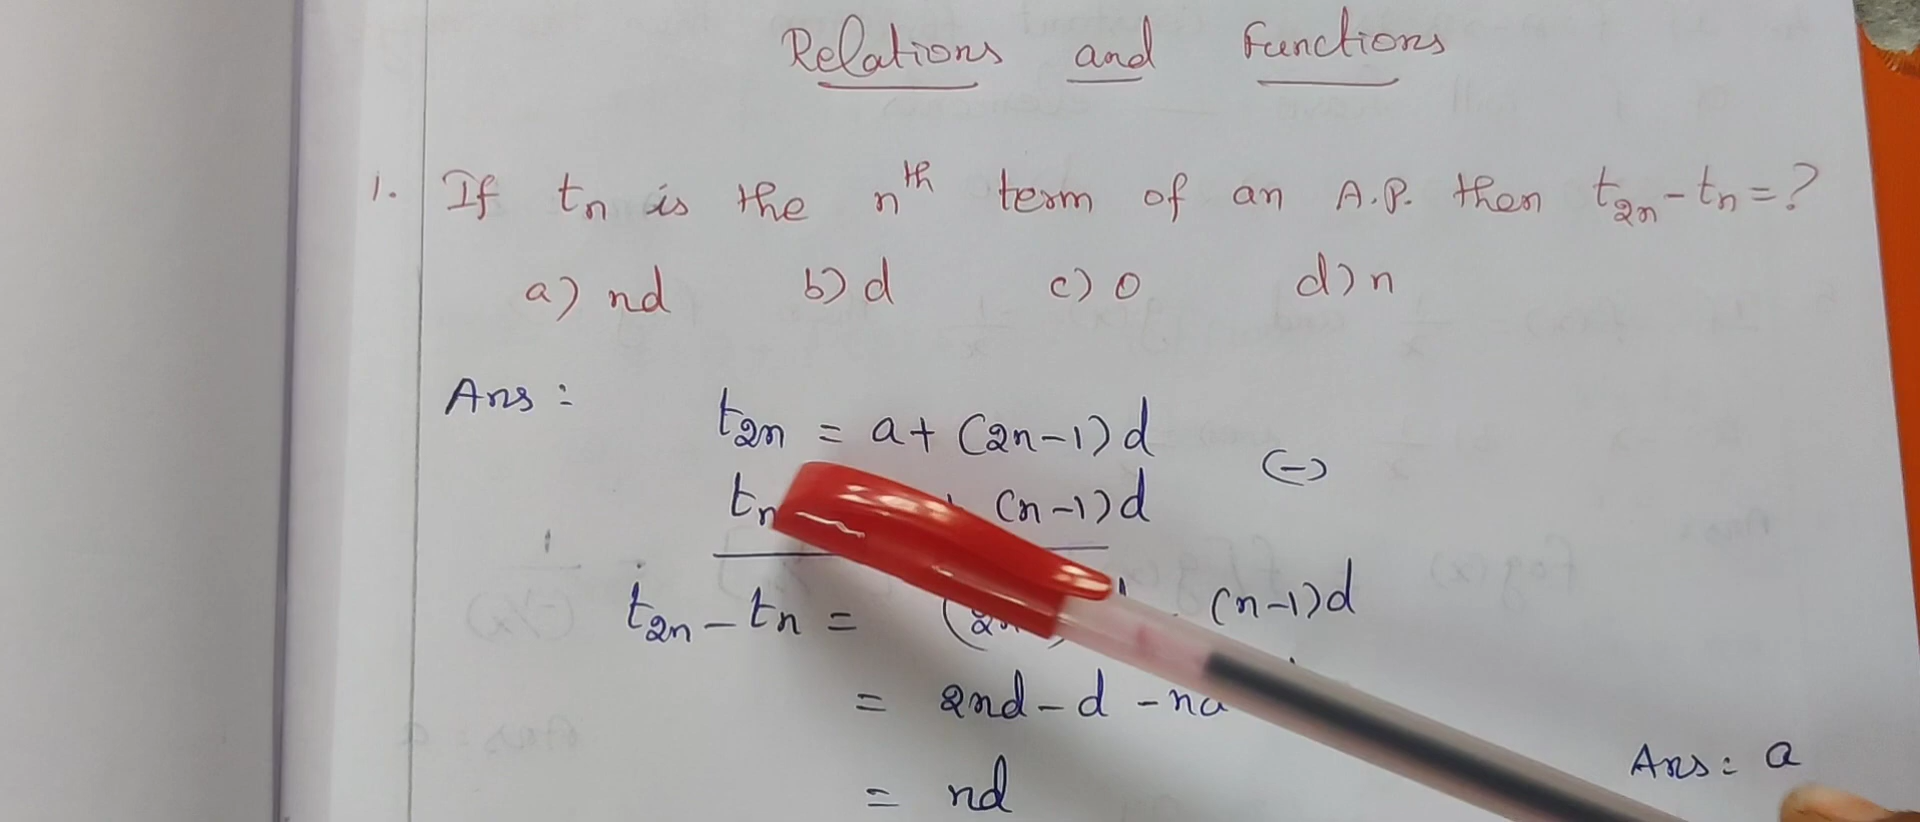 Relations and Functions
1. If tn is the nth term of an A.P. then t2n - tn = ?
a) nd b) d c) 0 d) n
Ans :
t2n = a + (2n-1)d
tn (n-1)d (-)
t2n - tn = (n-1)d
= 2nd - d -
= nd
Ans: a